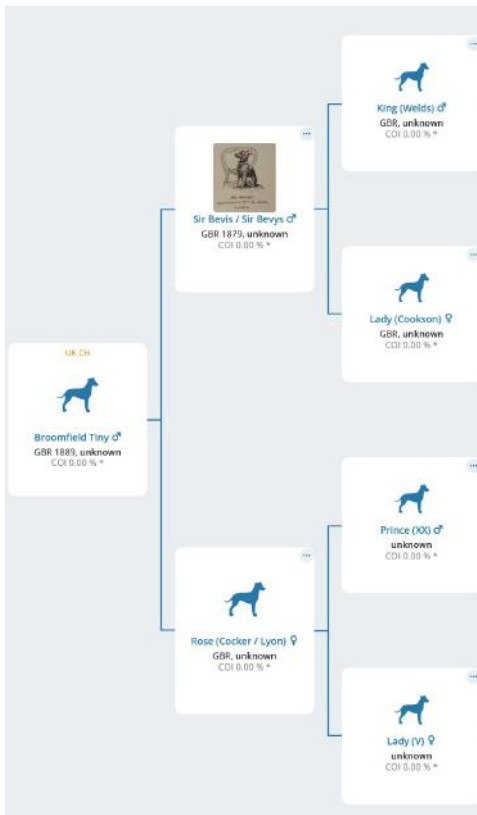 King (Welds) ♂
GBR, unknown
COI 0.00 % *
Sir Bevis / Sir Bevys ♂
GBR 1879, unknown
COI 0.00 % *
Lady (Cookson) ♀
GBR, unknown
COI 0.00 % *
UK CH
Broomfield Tiny ♂
GBR 1889, unknown
COI 0.00 % *
Prince (XX) ♂
unknown
COI 0.00 % *
Rose (Cocker / Lyon) ♀
GBR, unknown
COI 0.00 % *
Lady (V) ♀
unknown
COI 0.00 % *